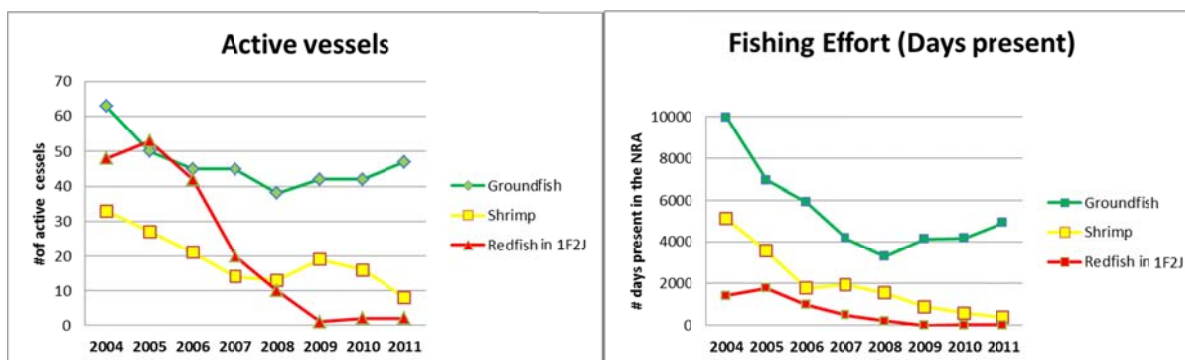 Active vessels
70
60
50
40
30
20
10
0
#of active cessels
2004 2005 2006 2007 2008 2009 2010 2011
Groundfish
Shrimp
Redfish in 1F2J
Fishing Effort (Days present)
10000
8000
6000
4000
2000
0
# days present in the NRA
2004 2005 2006 2007 2008 2009 2010 2011
Groundfish
Shrimp
Redfish in 1F2J